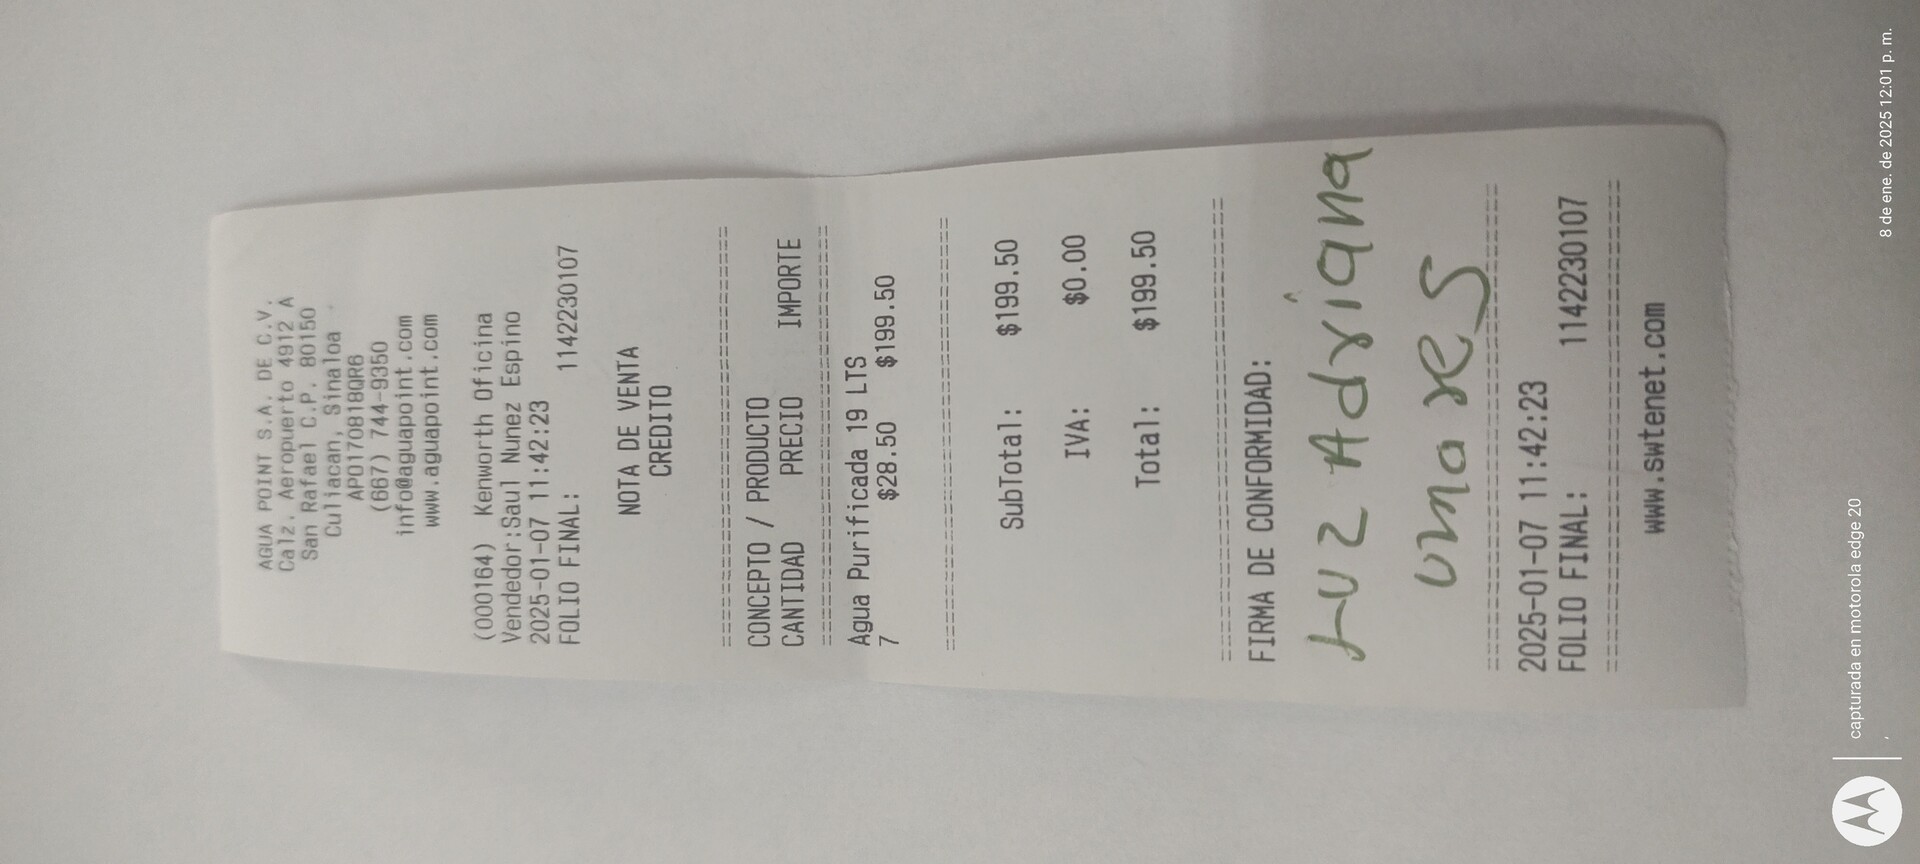 AGUA POINT S.A. DE C.V.
Calz. Aeropuerto 4912 A
San Rafael C.P. 80150
Culiacan, Sinaloa
APO170818QR6
(667) 744-9350
info@aguapoint.com
www.aguapoint.com
(000164) Kenworth Oficina
Vendedor:Saul Nunez Espino
2025-01-07 11:42:23
FOLIO FINAL: 1142230107
NOTA DE VENTA
CREDITO
CONCEPTO / PRODUCTO
CANTIDAD PRECIO IMPORTE
Agua Purificada 19 LTS
7 $28.50 $199.50
SubTotal: $199.50
IVA: $0.00
Total: $199.50
FIRMA DE CONFORMIDAD:
Luz Adriana
2025-01-07 11:42:23
FOLIO FINAL: 1142230107
www.swtenet.com
capturada en motorola edge 20
8 de ene. de 2025 12:01 p. m.